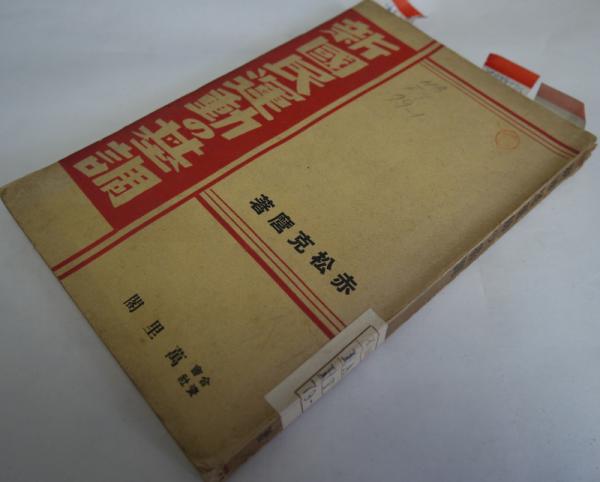 新國民運動の基調
赤松克麿著
合資
會社
萬里閣